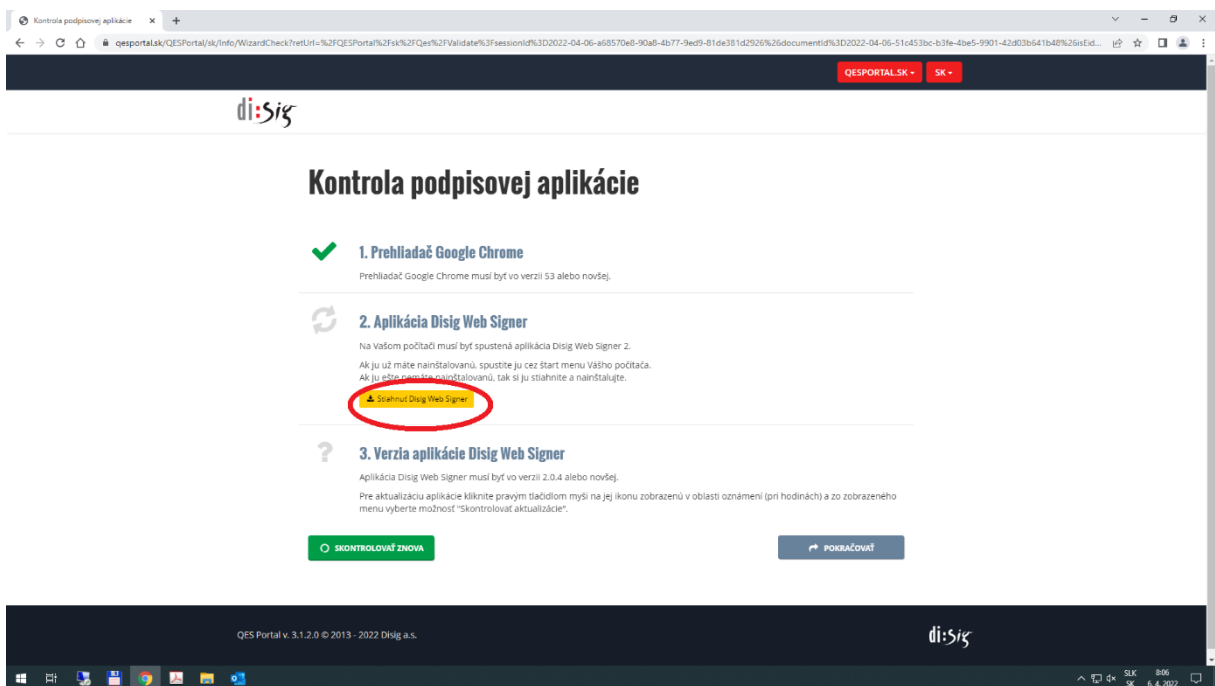 Kontrola podpisovej aplikácie
qesportal.sk/QESPortal/sk/Info/WizardCheck?retUrl=%2FQESPortal%2Fsk%2FQes%2FValidate%3FsessionId%3D2022-04-06-a68570e8-90a8-4b77-9ed9-81de381d2926%26documentId%3D2022-04-06-51c453bc-b3fe-4be5-9901-42d03b641b48%26isEid...
QESPORTAL.SK
SK
di:sig
Kontrola podpisovej aplikácie
1. Prehliadač Google Chrome
Prehliadač Google Chrome musí byť vo verzii 53 alebo novšej.
2. Aplikácia Disig Web Signer
Na Vašom počítači musí byť spustená aplikácia Disig Web Signer 2.
Ak ju už máte nainštalovanú, spustite ju cez štart menu Vášho počítača.
Ak ju ešte nemáte nainštalovanú, tak si ju stiahnite a nainštalujte.
Stiahnuť Disig Web Signer
3. Verzia aplikácie Disig Web Signer
Aplikácia Disig Web Signer musí byť vo verzii 2.0.4 alebo novšej.
Pre aktualizáciu aplikácie kliknite pravým tlačidlom myši na jej ikonu zobrazenú v oblasti oznámení (pri hodinách) a zo zobrazeného
menu vyberte možnosť "Skontrolovať aktualizácie".
SKONTROLOVAŤ ZNOVA
POKRAČOVAŤ
QES Portal v. 3.1.2.0 © 2013 - 2022 Disig a.s.
di:sig
SLK 8:06
SK 6. 4. 2022